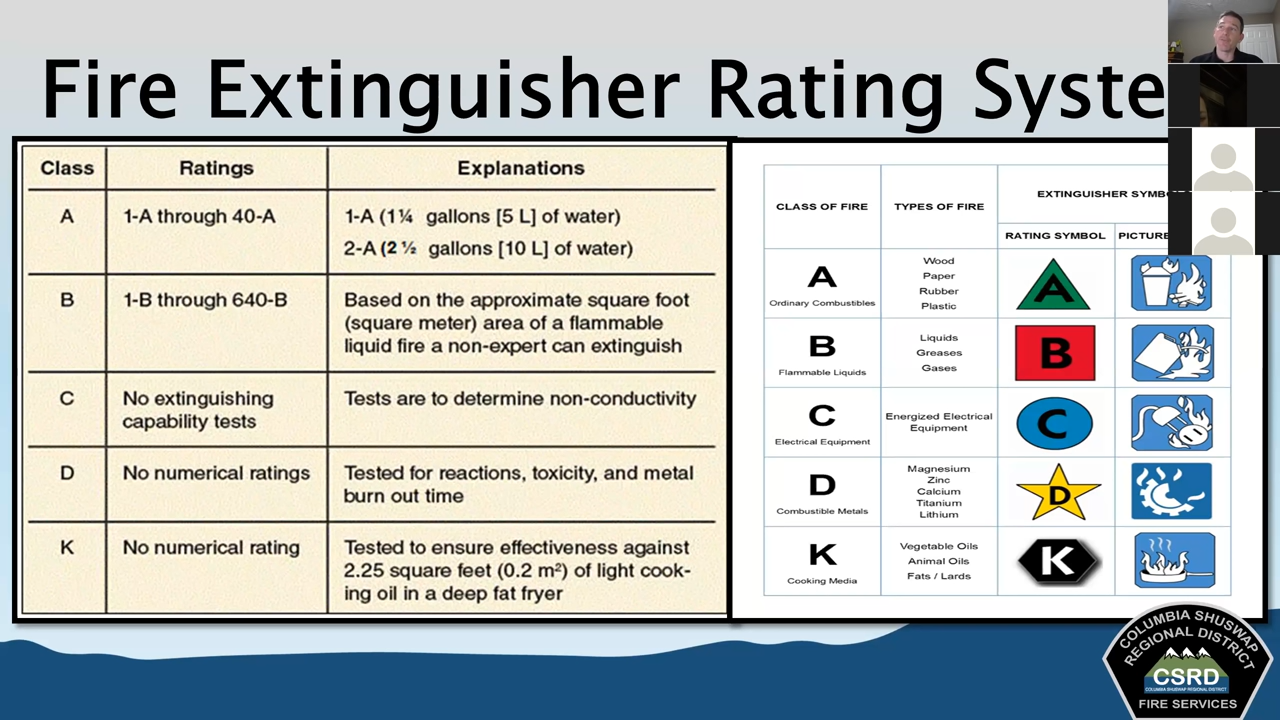 Fire Extinguisher Rating Syste
Class Ratings Explanations
A 1-A through 40-A 1-A (1¼ gallons [5 L] of water)
2-A (2 ½ gallons [10 L] of water)
B 1-B through 640-B Based on the approximate square foot
(square meter) area of a flammable
liquid fire a non-expert can extinguish
C No extinguishing Tests are to determine non-conductivity
capability tests
D No numerical ratings Tested for reactions, toxicity, and metal
burn out time
K No numerical rating Tested to ensure effectiveness against
2.25 square feet (0.2 m²) of light cook-
ing oil in a deep fat fryer
CLASS OF FIRE TYPES OF FIRE EXTINGUISHER SYMBO
RATING SYMBOL PICTURE
A
Ordinary Combustibles
Wood
Paper
Rubber
Plastic
A
B
Flammable Liquids
Liquids
Greases
Gases
B
C
Electrical Equipment
Energized Electrical
Equipment
C
D
Combustible Metals
Magnesium
Zinc
Calcium
Titanium
Lithium
D
K
Cooking Media
Vegetable Oils
Animal Oils
Fats / Lards
K
COLUMBIA SHUSWAP
REGIONAL DISTRICT
CSRD
COLUMBIA SHUSWAP REGIONAL DISTRICT
FIRE SERVICES